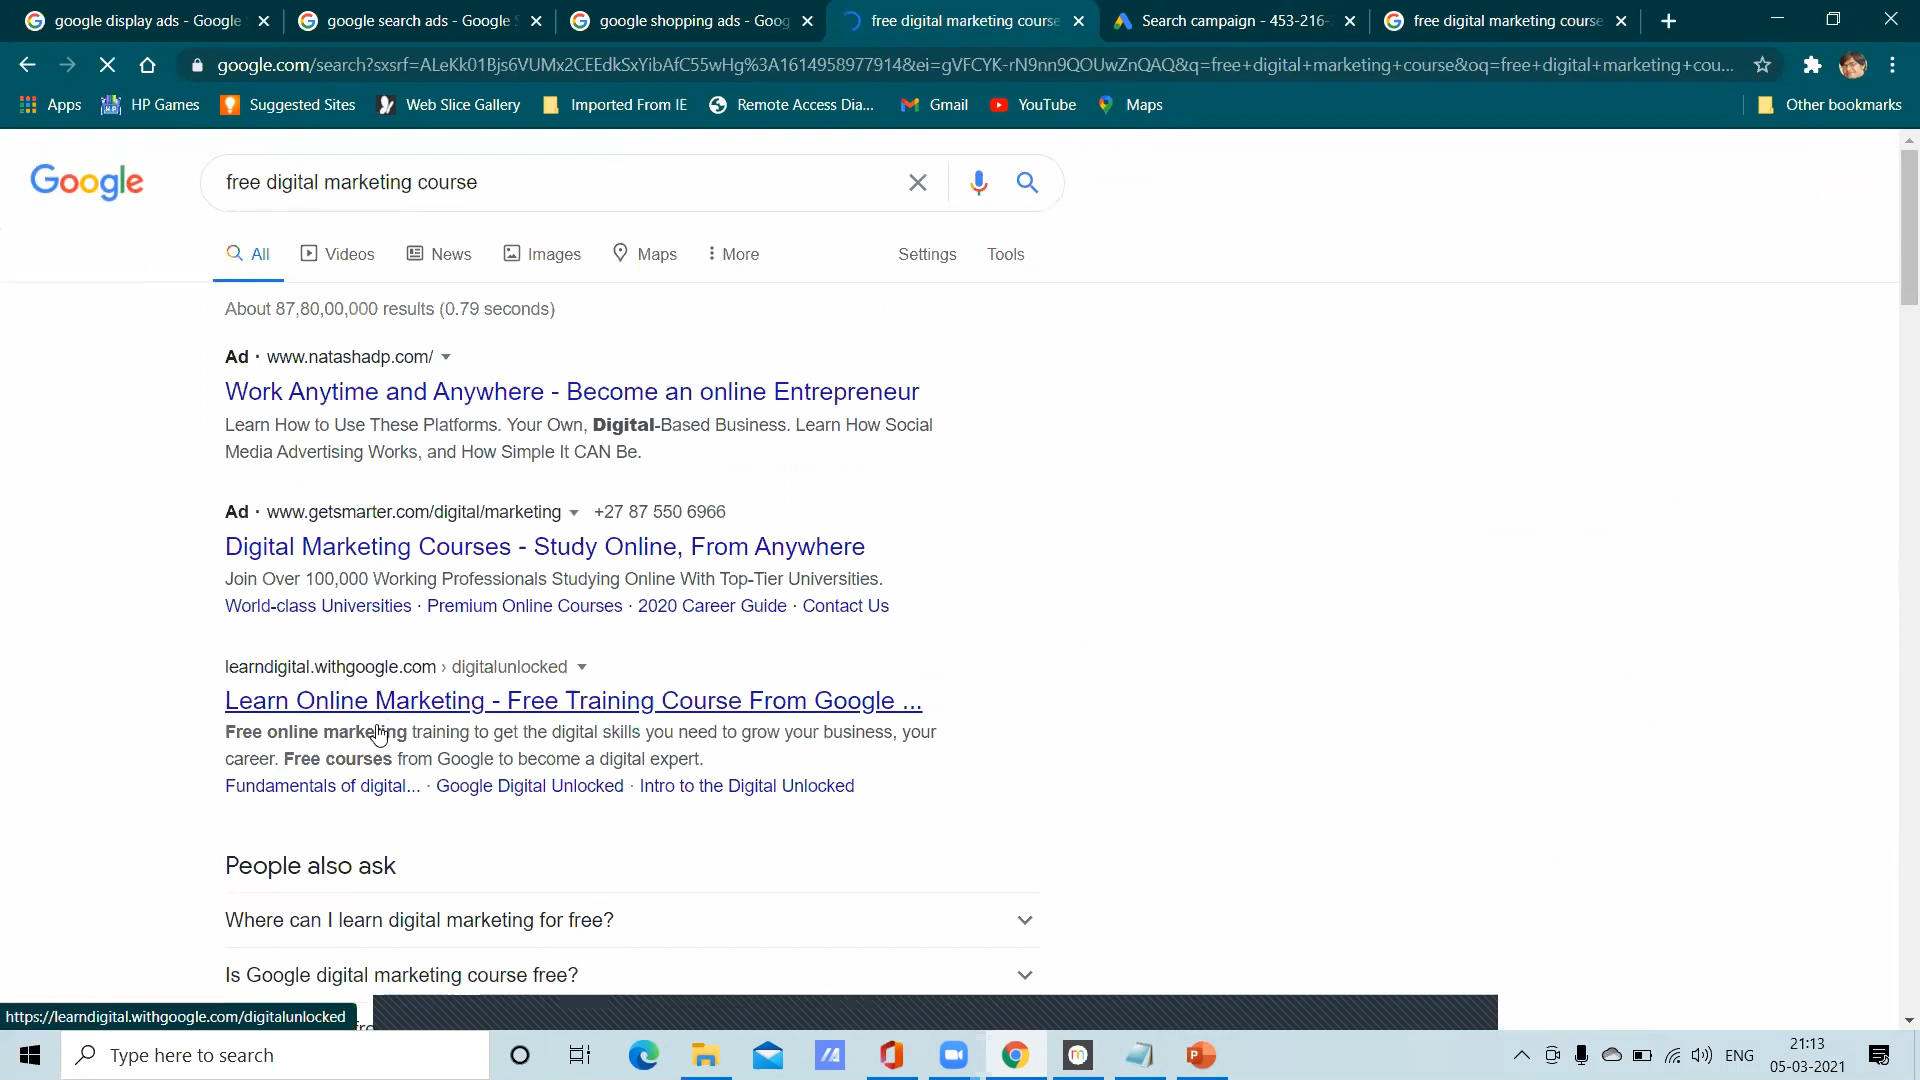 google display ads - Google
google search ads - Google S
google shopping ads - Goog
free digital marketing course
Search campaign - 453-216-
free digital marketing course
google.com/search?sxsrf=ALeKk01Bjs6VUMx2CEEdkSxYibAfC55wHg%3A1614958977914&ei=gVFCYK-rN9nn9QOUwZnQAQ&q=free+digital+marketing+course&oq=free+digital+marketing+cou...
Apps
HP Games
Suggested Sites
Web Slice Gallery
Imported From IE
Remote Access Dia...
Gmail
YouTube
Maps
Other bookmarks
Google
free digital marketing course
All
Videos
News
Images
Maps
More
Settings
Tools
About 87,80,00,000 results (0.79 seconds)
Ad · www.natashadp.com/
Work Anytime and Anywhere - Become an online Entrepreneur
Learn How to Use These Platforms. Your Own, Digital-Based Business. Learn How Social
Media Advertising Works, and How Simple It CAN Be.
Ad · www.getsmarter.com/digital/marketing +27 87 550 6966
Digital Marketing Courses - Study Online, From Anywhere
Join Over 100,000 Working Professionals Studying Online With Top-Tier Universities.
World-class Universities · Premium Online Courses · 2020 Career Guide · Contact Us
learndigital.withgoogle.com › digitalunlocked
Learn Online Marketing - Free Training Course From Google ...
Free online marketing training to get the digital skills you need to grow your business, your
career. Free courses from Google to become a digital expert.
Fundamentals of digital... · Google Digital Unlocked · Intro to the Digital Unlocked
People also ask
Where can I learn digital marketing for free?
Is Google digital marketing course free?
https://learndigital.withgoogle.com/digitalunlocked
Type here to search
ENG
21:13
05-03-2021